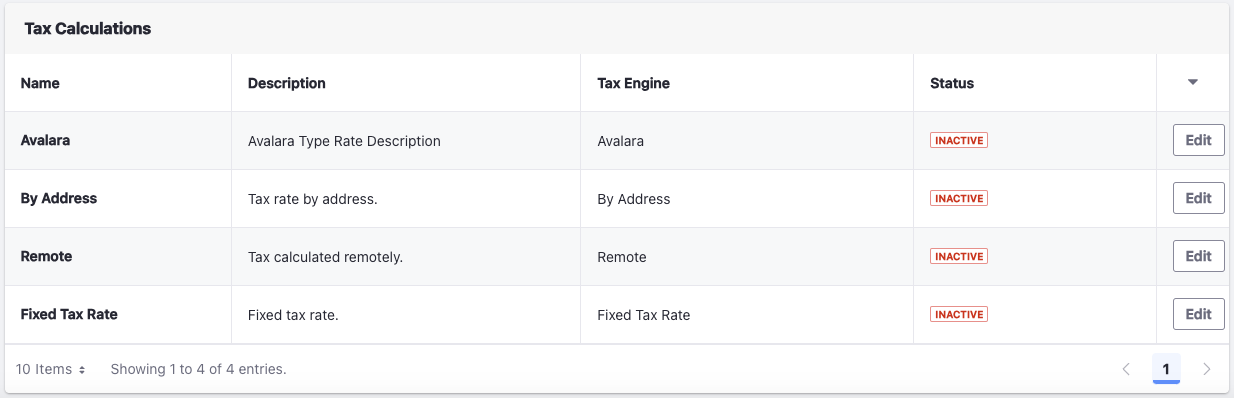 Tax Calculations
Name Description Tax Engine Status
Avalara Avalara Type Rate Description Avalara INACTIVE Edit
By Address Tax rate by address. By Address INACTIVE Edit
Remote Tax calculated remotely. Remote INACTIVE Edit
Fixed Tax Rate Fixed tax rate. Fixed Tax Rate INACTIVE Edit
10 Items Showing 1 to 4 of 4 entries. 1